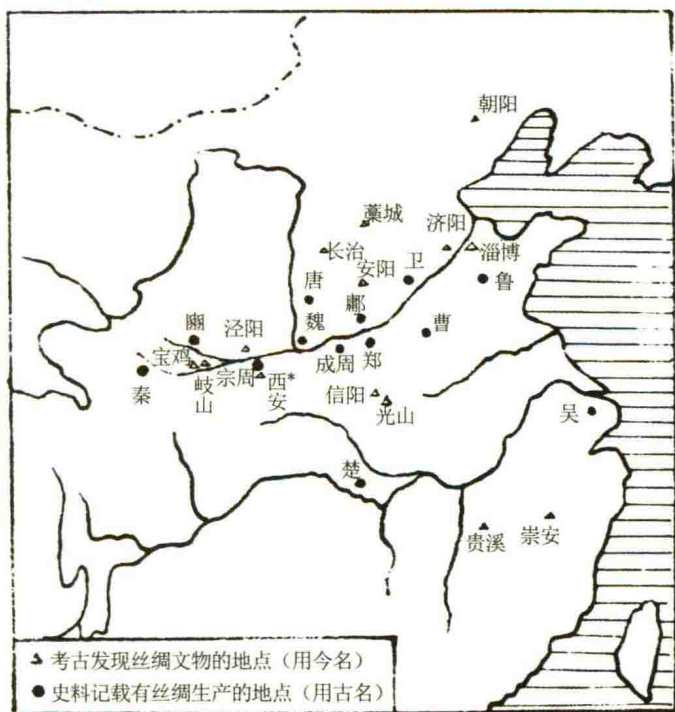 朝阳
藁城
济阳
长治
淄博
安阳
卫
鲁
唐
鄘
魏
曹
豳
泾阳
成周
郑
宝鸡
岐山
宗周
西*安
秦
信阳
光山
吴
楚
贵溪
崇安
考古发现丝绸文物的地点（用今名）
史料记载有丝绸生产的地点（用古名）